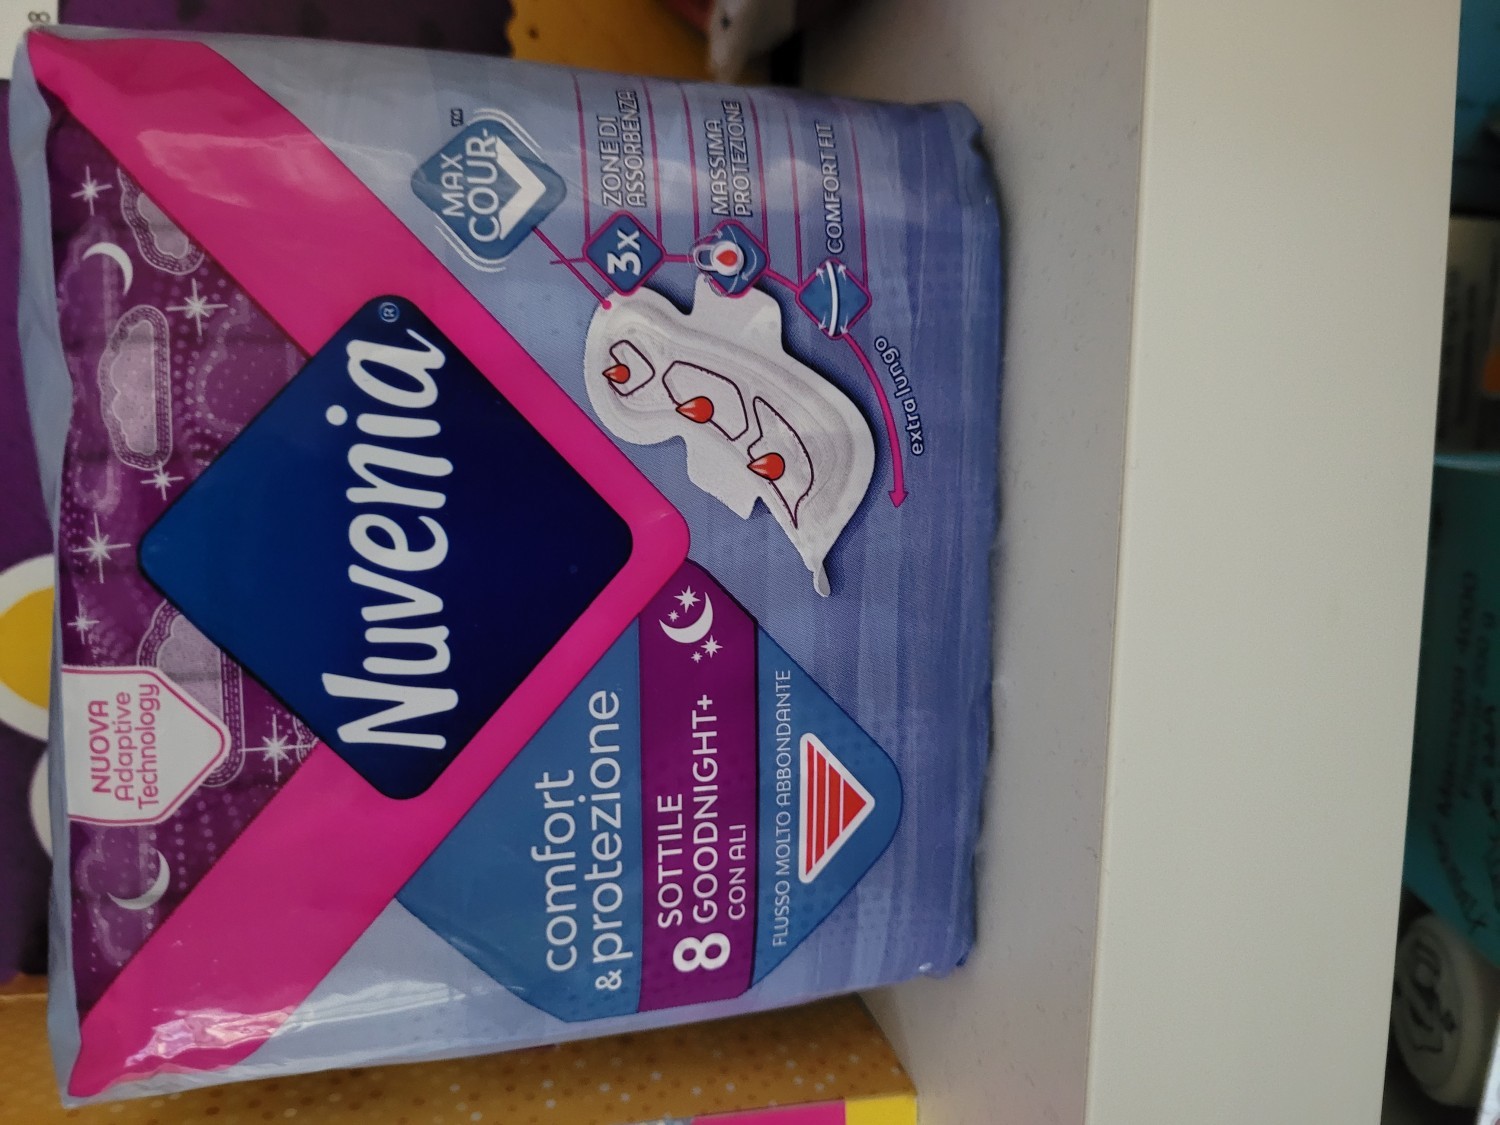 NUOVA
Adaptive
Technology
Nuvenia®
MAX
COUR-V™
3x
ZONE DI
ASSORBENZA
MASSIMA
PROTEZIONE
COMFORT FIT
extra lungo
comfort
& protezione
8 SOTTILE
GOODNIGHT+
CON ALI
FLUSSO MOLTO ABBONDANTE